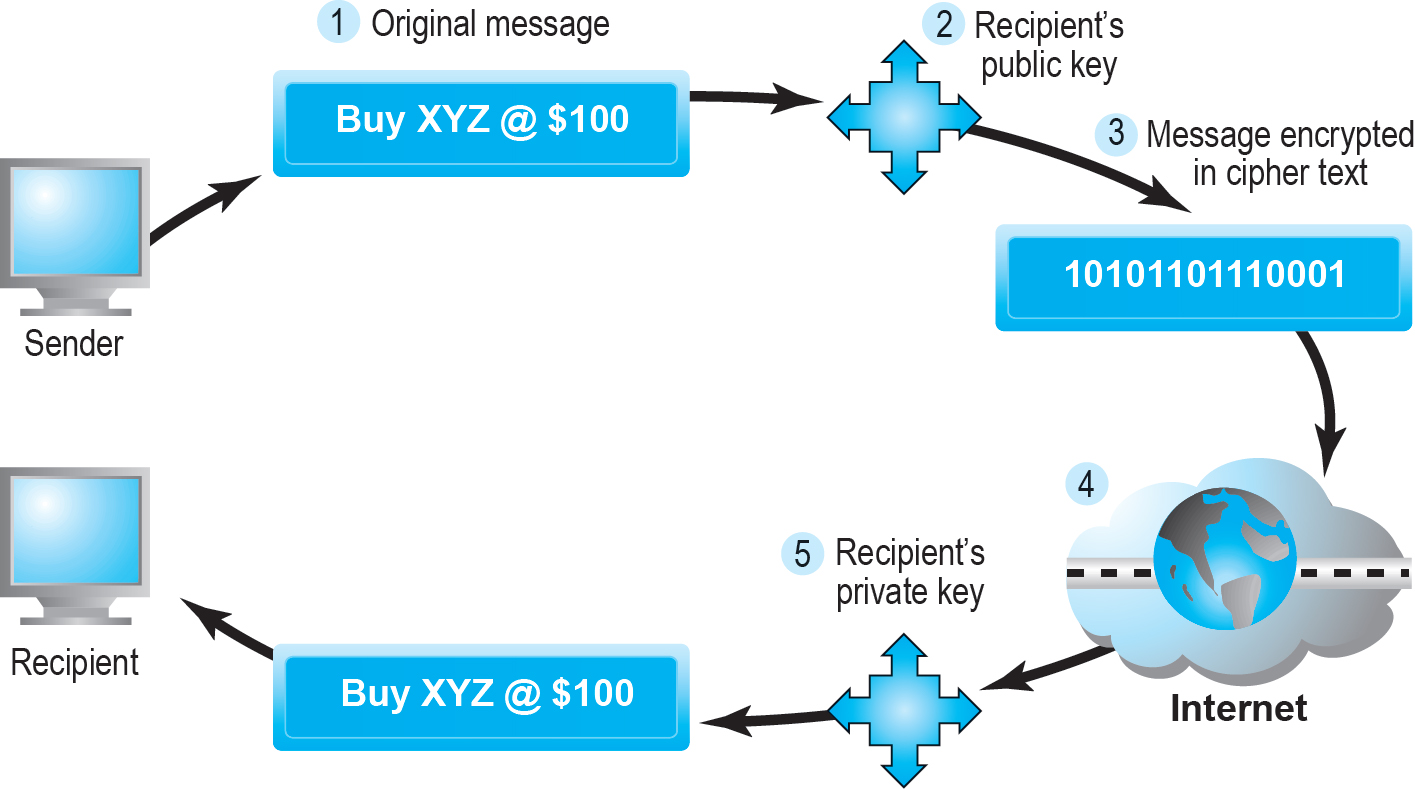 1 Original message
Buy XYZ @ $100
2 Recipient's
public key
3 Message encrypted
in cipher text
10101101110001
Sender
4
Internet
5 Recipient's
private key
Buy XYZ @ $100
Recipient